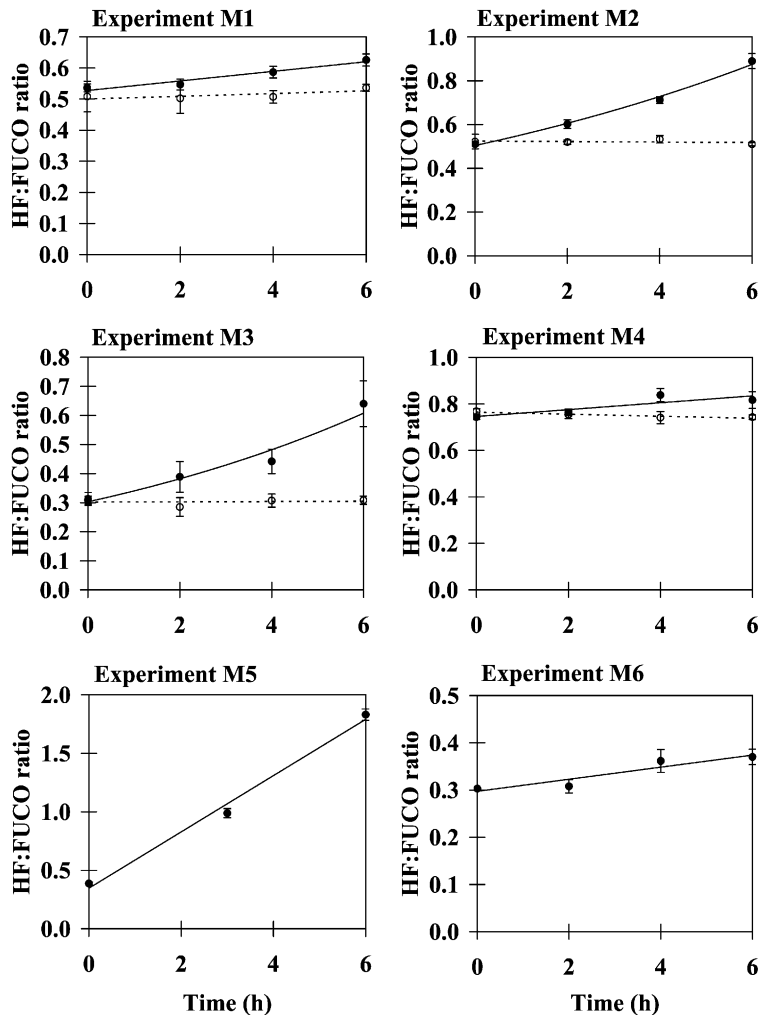 Experiment M1
HF:FUCO ratio
0.7
0.6
0.5
0.4
0.3
0.2
0.1
0.0
0 2 4 6
Experiment M2
HF:FUCO ratio
1.0
0.8
0.6
0.4
0.2
0.0
0 2 4 6
Experiment M3
HF:FUCO ratio
0.8
0.7
0.6
0.5
0.4
0.3
0.2
0.1
0.0
0 2 4 6
Experiment M4
HF:FUCO ratio
1.0
0.8
0.6
0.4
0.2
0.0
0 2 4 6
Experiment M5
HF:FUCO ratio
2.0
1.5
1.0
0.5
0.0
0 2 4 6
Time (h)
Experiment M6
HF:FUCO ratio
0.5
0.4
0.3
0.2
0.1
0.0
0 2 4 6
Time (h)